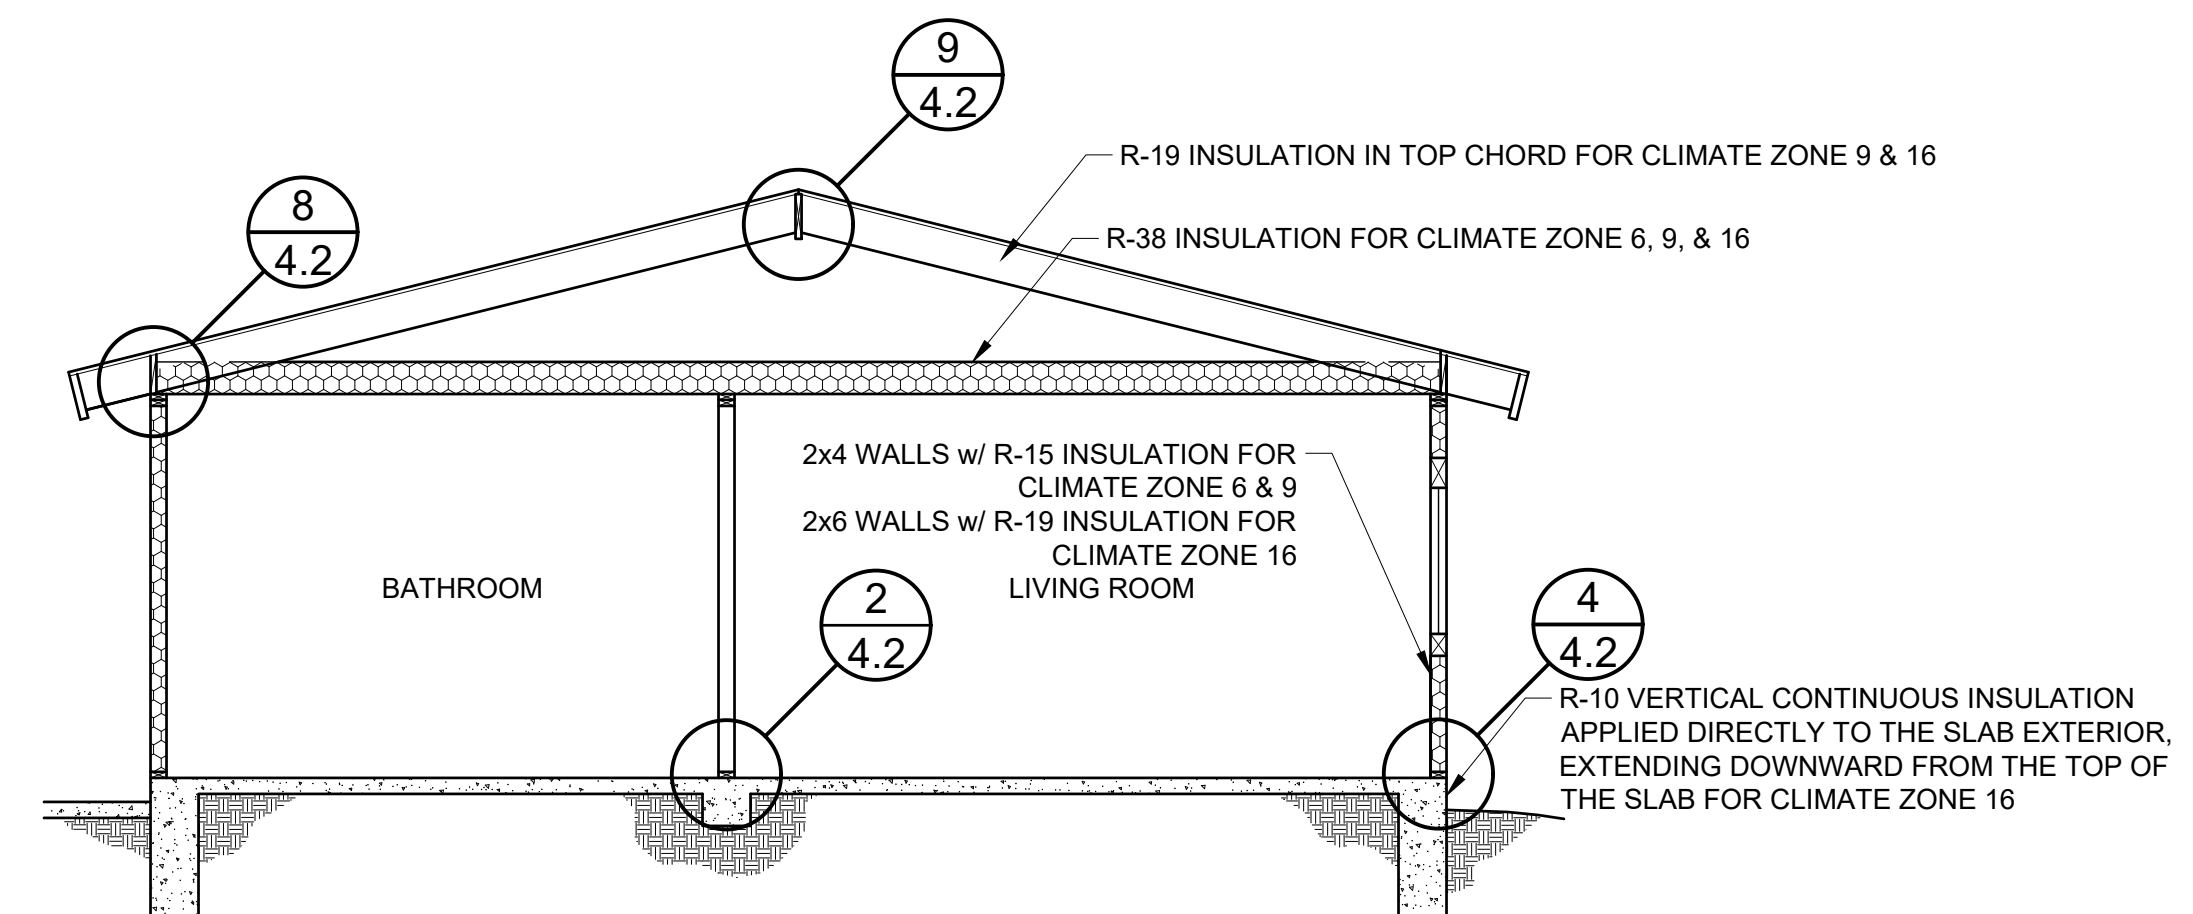 9
4.2
R-19 INSULATION IN TOP CHORD FOR CLIMATE ZONE 9 & 16
8
4.2
R-38 INSULATION FOR CLIMATE ZONE 6, 9, & 16
2x4 WALLS w/ R-15 INSULATION FOR
CLIMATE ZONE 6 & 9
2x6 WALLS w/ R-19 INSULATION FOR
CLIMATE ZONE 16
BATHROOM
LIVING ROOM
2
4.2
4
4.2
R-10 VERTICAL CONTINUOUS INSULATION
APPLIED DIRECTLY TO THE SLAB EXTERIOR,
EXTENDING DOWNWARD FROM THE TOP OF
THE SLAB FOR CLIMATE ZONE 16